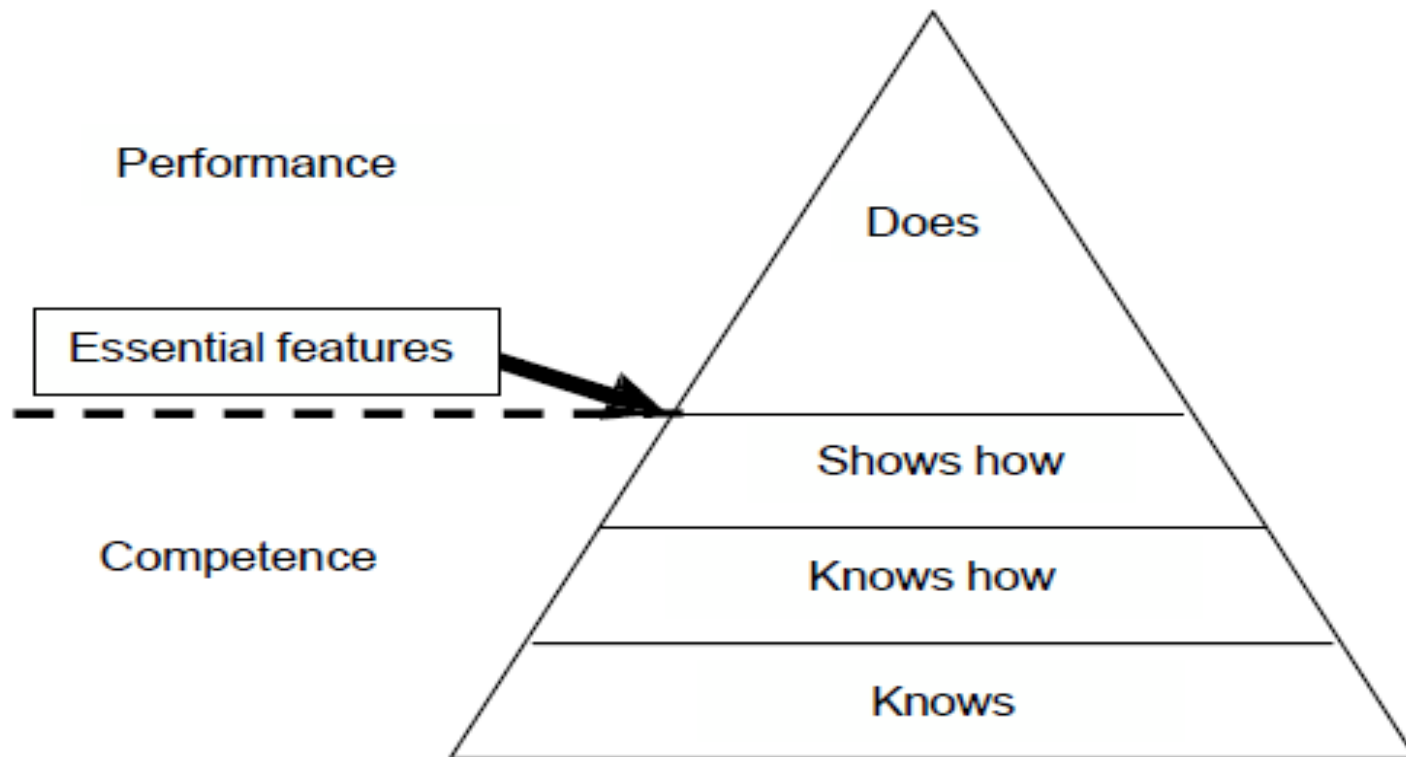 Performance
Does
Essential features
Shows how
Competence
Knows how
Knows